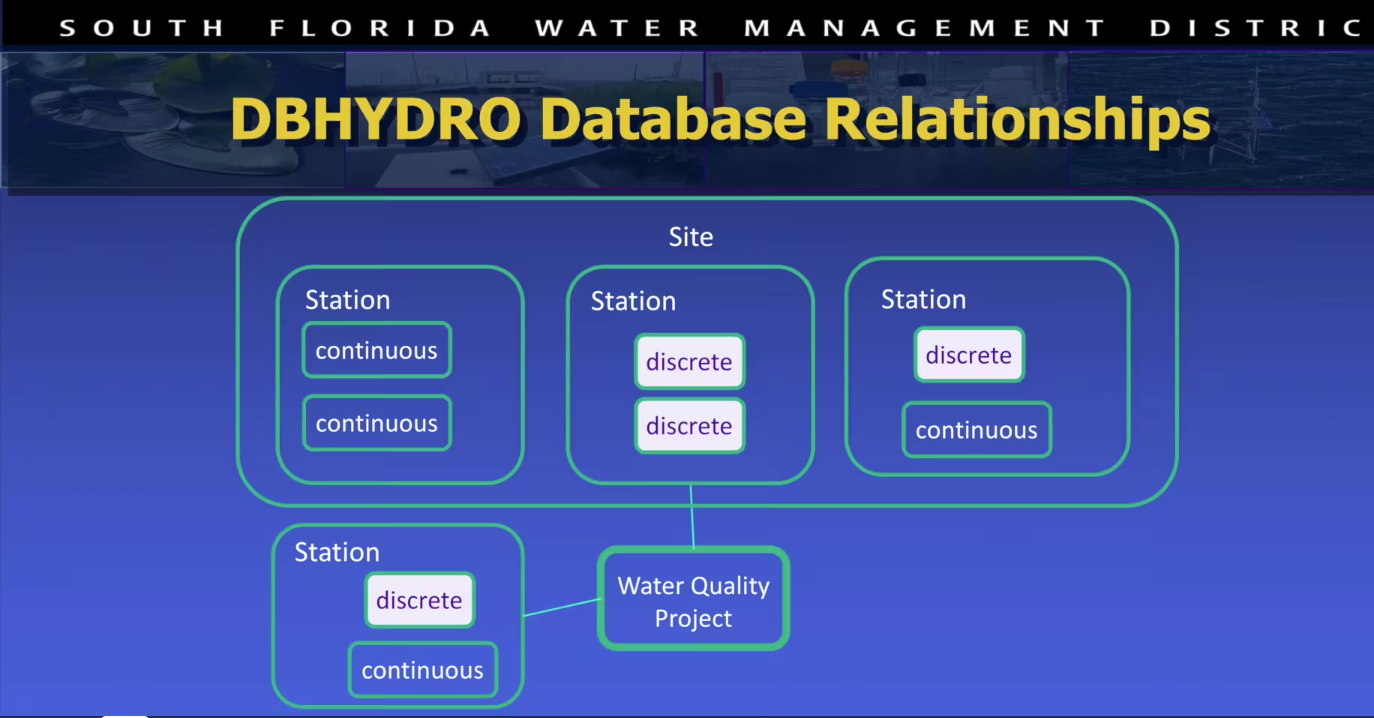 SOUTH FLORIDA WATER MANAGEMENT DISTRIC
DBHYDRO Database Relationships
Site
Station
continuous
continuous
Station
discrete
discrete
Station
discrete
continuous
Station
discrete
continuous
Water Quality
Project